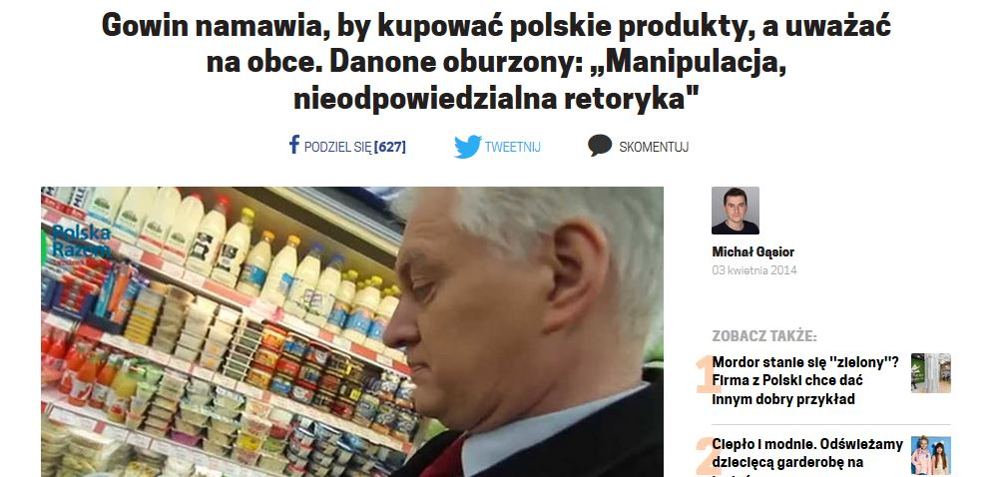 Gowin namawia, by kupować polskie produkty, a uważać
na obce. Danone oburzony: „Manipulacja,
nieodpowiedzialna retoryka"
PODZIEL SIĘ [627]
TWEETNIJ
SKOMENTUJ
Polska
Razem
Michał Gąsior
03 kwietnia 2014
ZOBACZ TAKŻE:
1
Mordor stanie się "zielony"?
Firma z Polski chce dać
innym dobry przykład
2
Ciepło i modnie. Odświeżamy
dziecięcą garderobę na